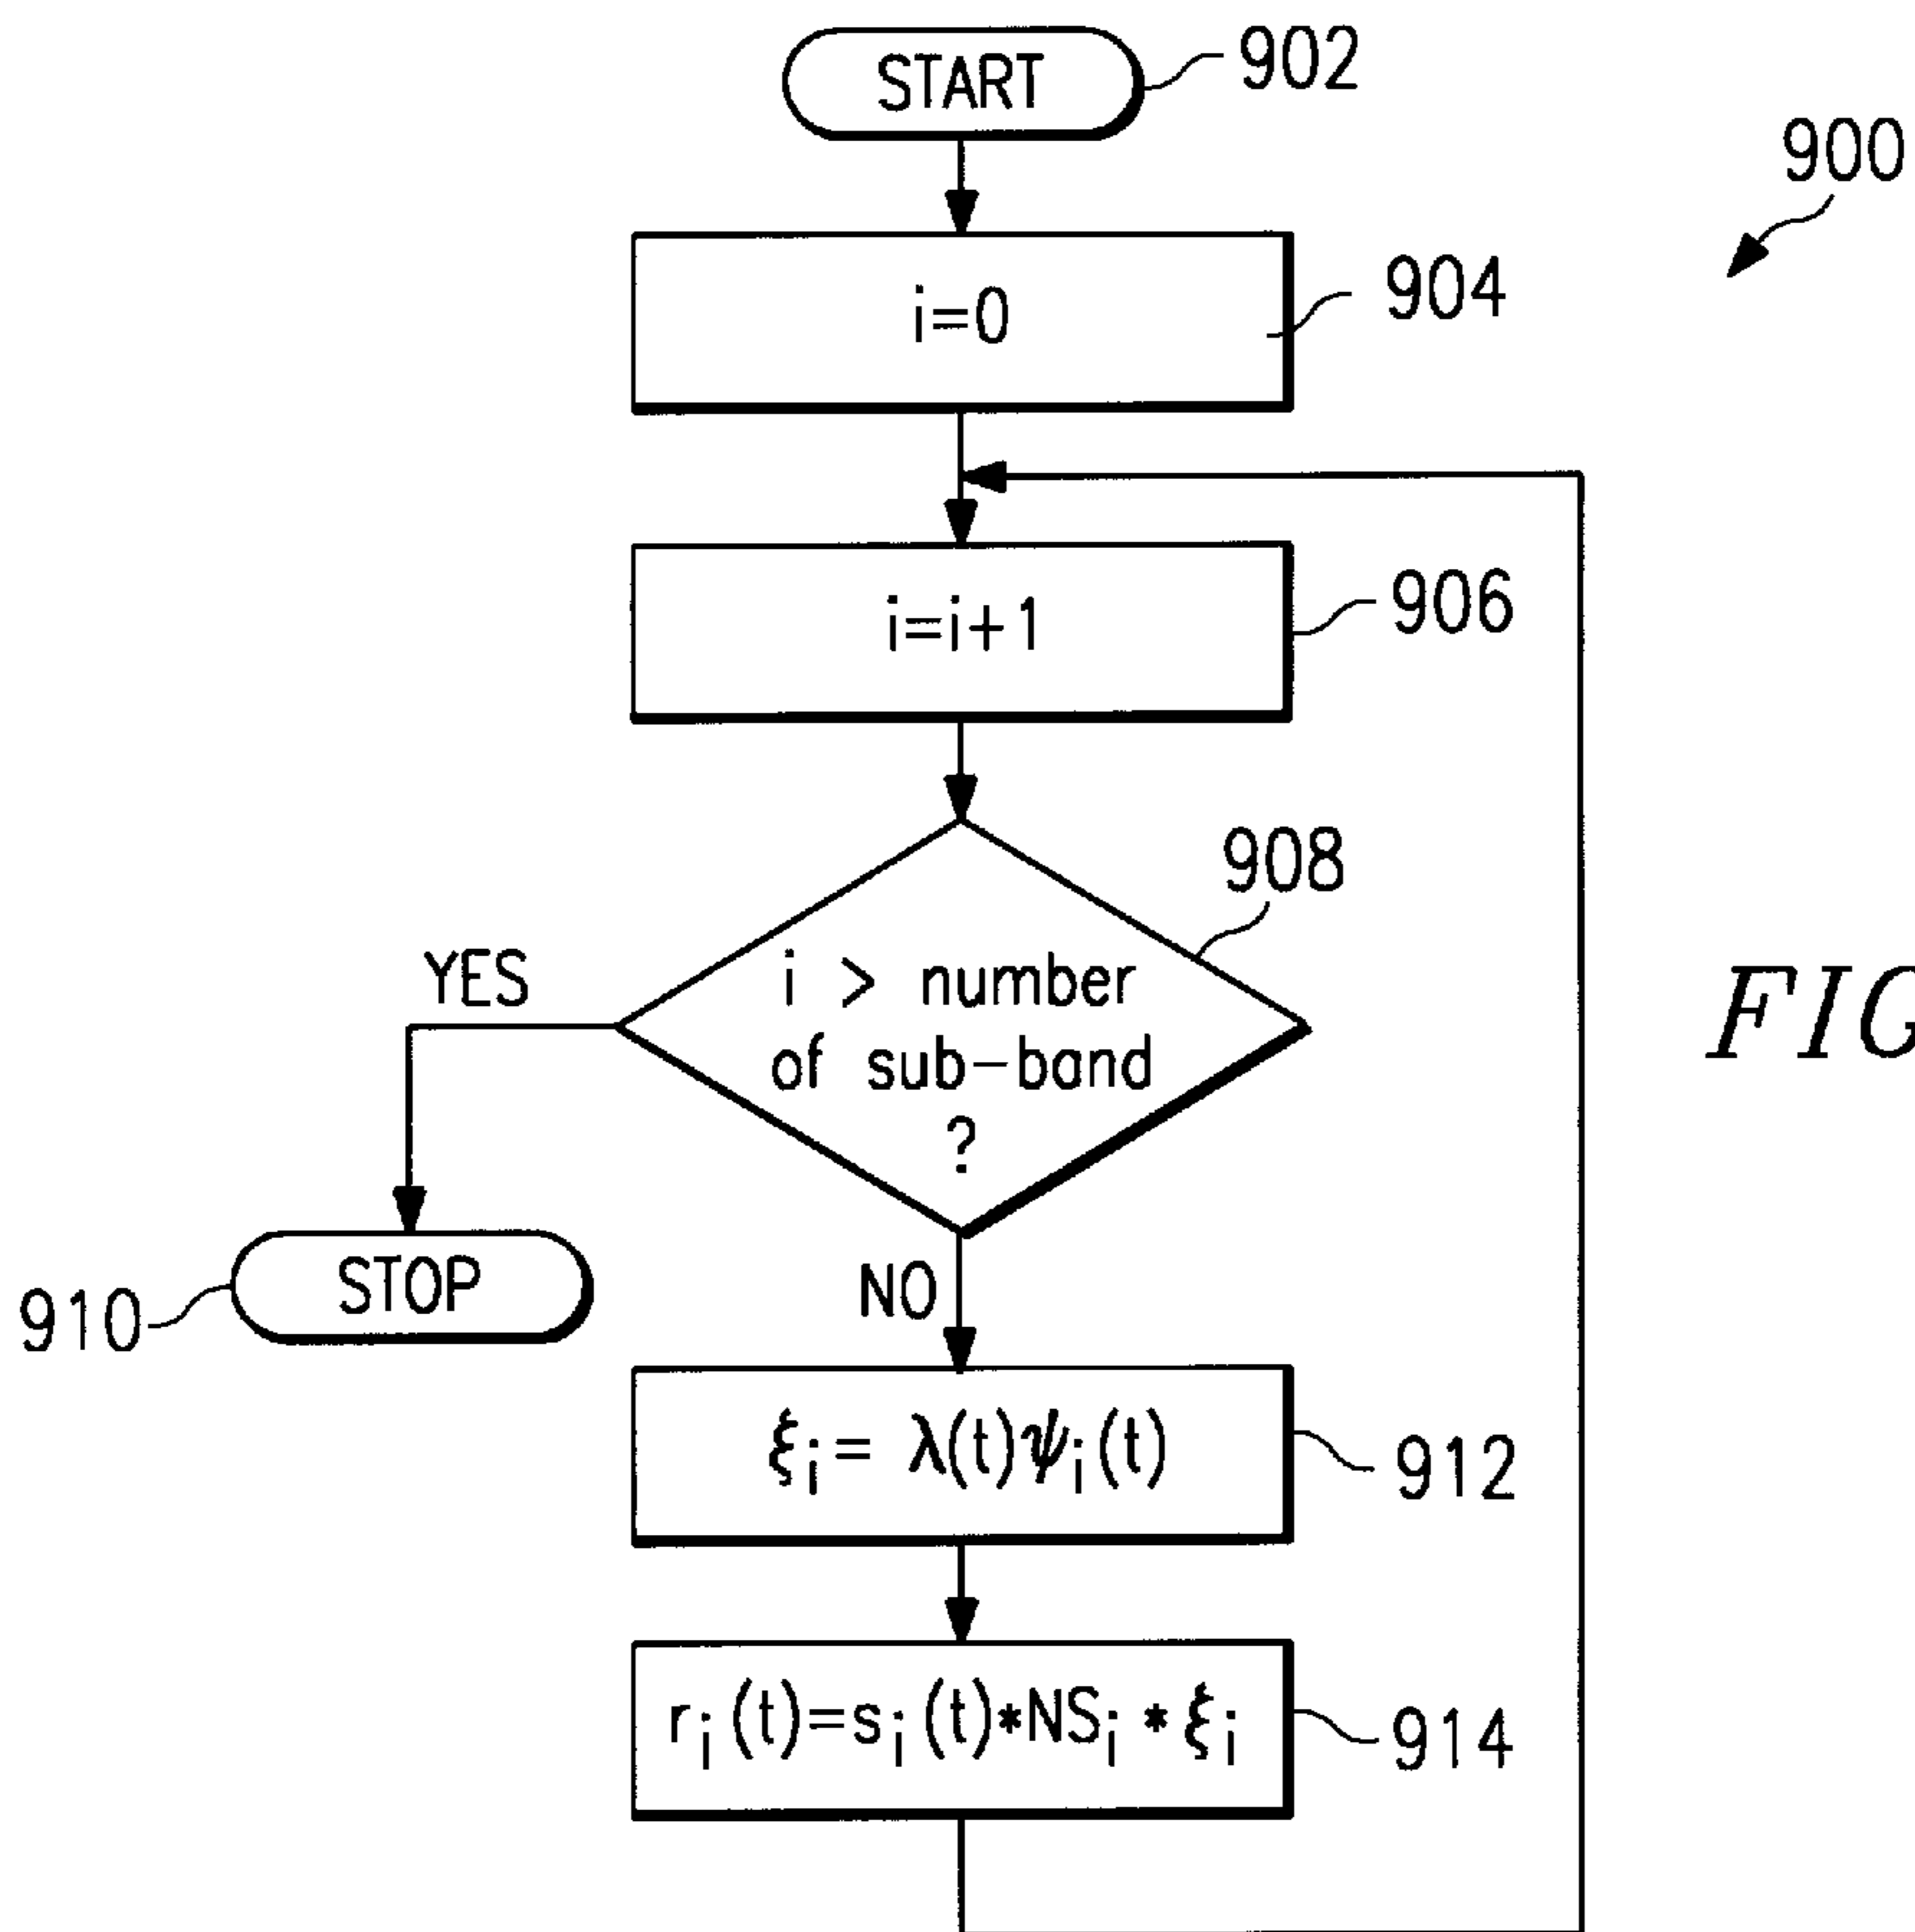 START
902
900
i=0
904
i=i+1
906
908
YES
i > number
of sub-band
?
FIG
STOP
910
NO
ξi= λ(t)ψi(t)
912
ri(t)=si(t)*NSi*ξi
914